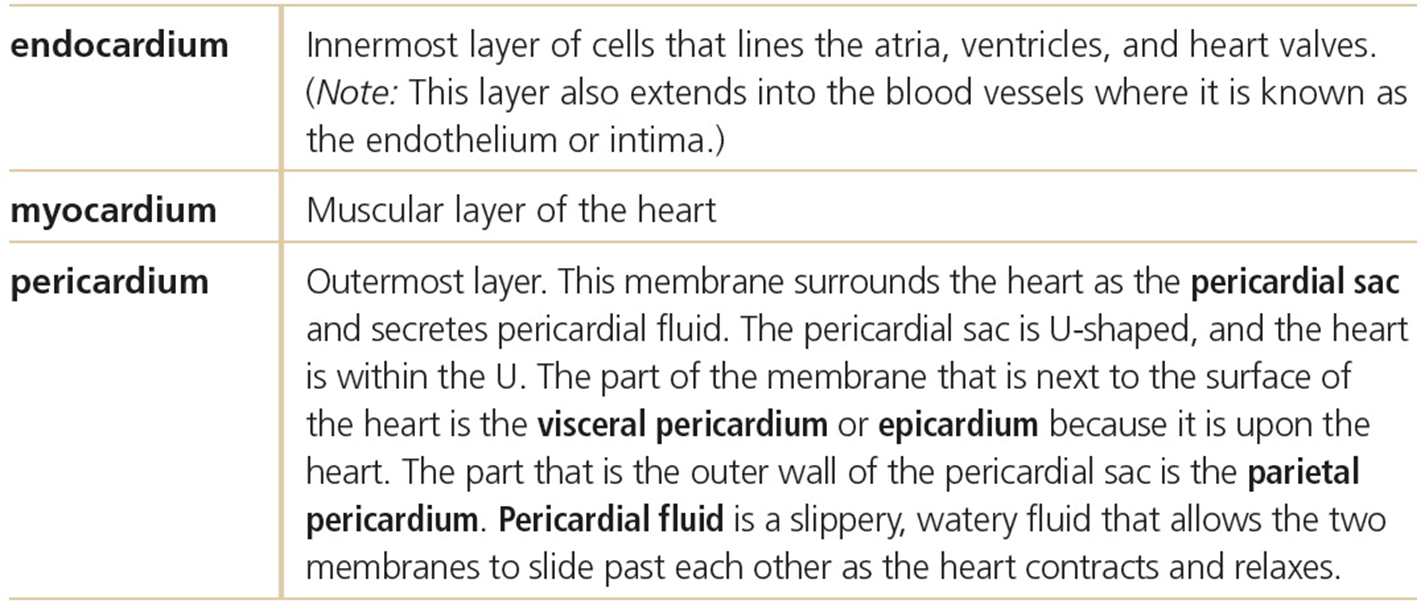 endocardium
Innermost layer of cells that lines the atria, ventricles, and heart valves.
(Note: This layer also extends into the blood vessels where it is known as
the endothelium or intima.)
myocardium
Muscular layer of the heart
pericardium
Outermost layer. This membrane surrounds the heart as the pericardial sac
and secretes pericardial fluid. The pericardial sac is U-shaped, and the heart
is within the U. The part of the membrane that is next to the surface of
the heart is the visceral pericardium or epicardium because it is upon the
heart. The part that is the outer wall of the pericardial sac is the parietal
pericardium. Pericardial fluid is a slippery, watery fluid that allows the two
membranes to slide past each other as the heart contracts and relaxes.